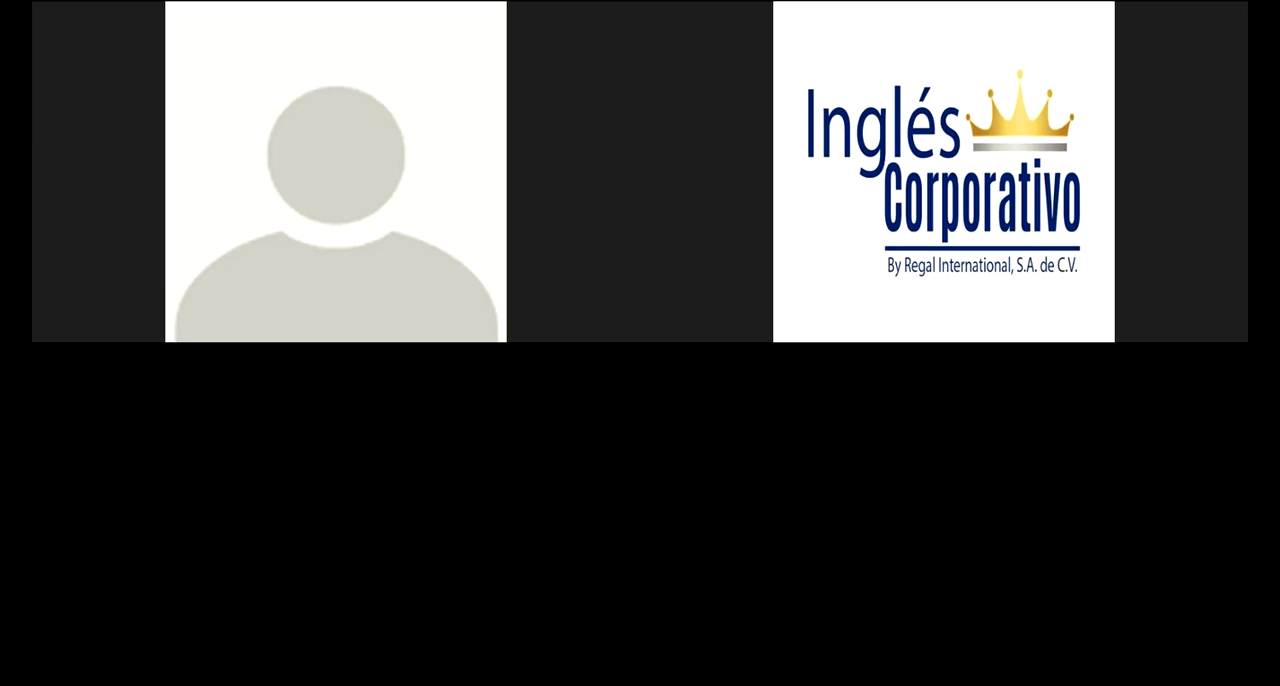 Inglés
Corporativo
By Regal International, S.A. de C.V.